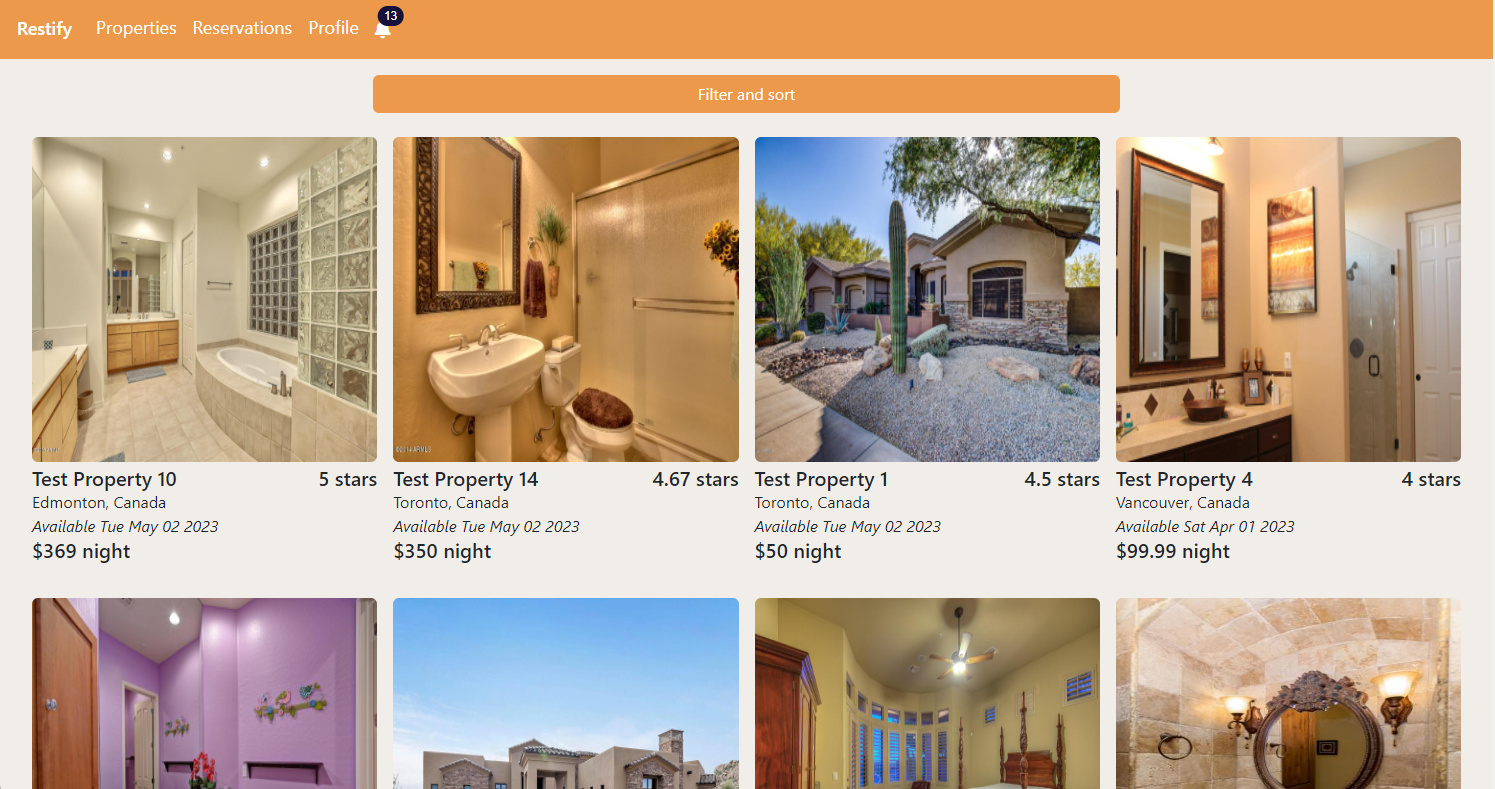 Restify Properties Reservations Profile 13
Filter and sort
Test Property 10 5 stars
Edmonton, Canada
Available Tue May 02 2023
$369 night
Test Property 14 4.67 stars
Toronto, Canada
Available Tue May 02 2023
$350 night
Test Property 1 4.5 stars
Toronto, Canada
Available Tue May 02 2023
$50 night
Test Property 4 4 stars
Vancouver, Canada
Available Sat Apr 01 2023
$99.99 night